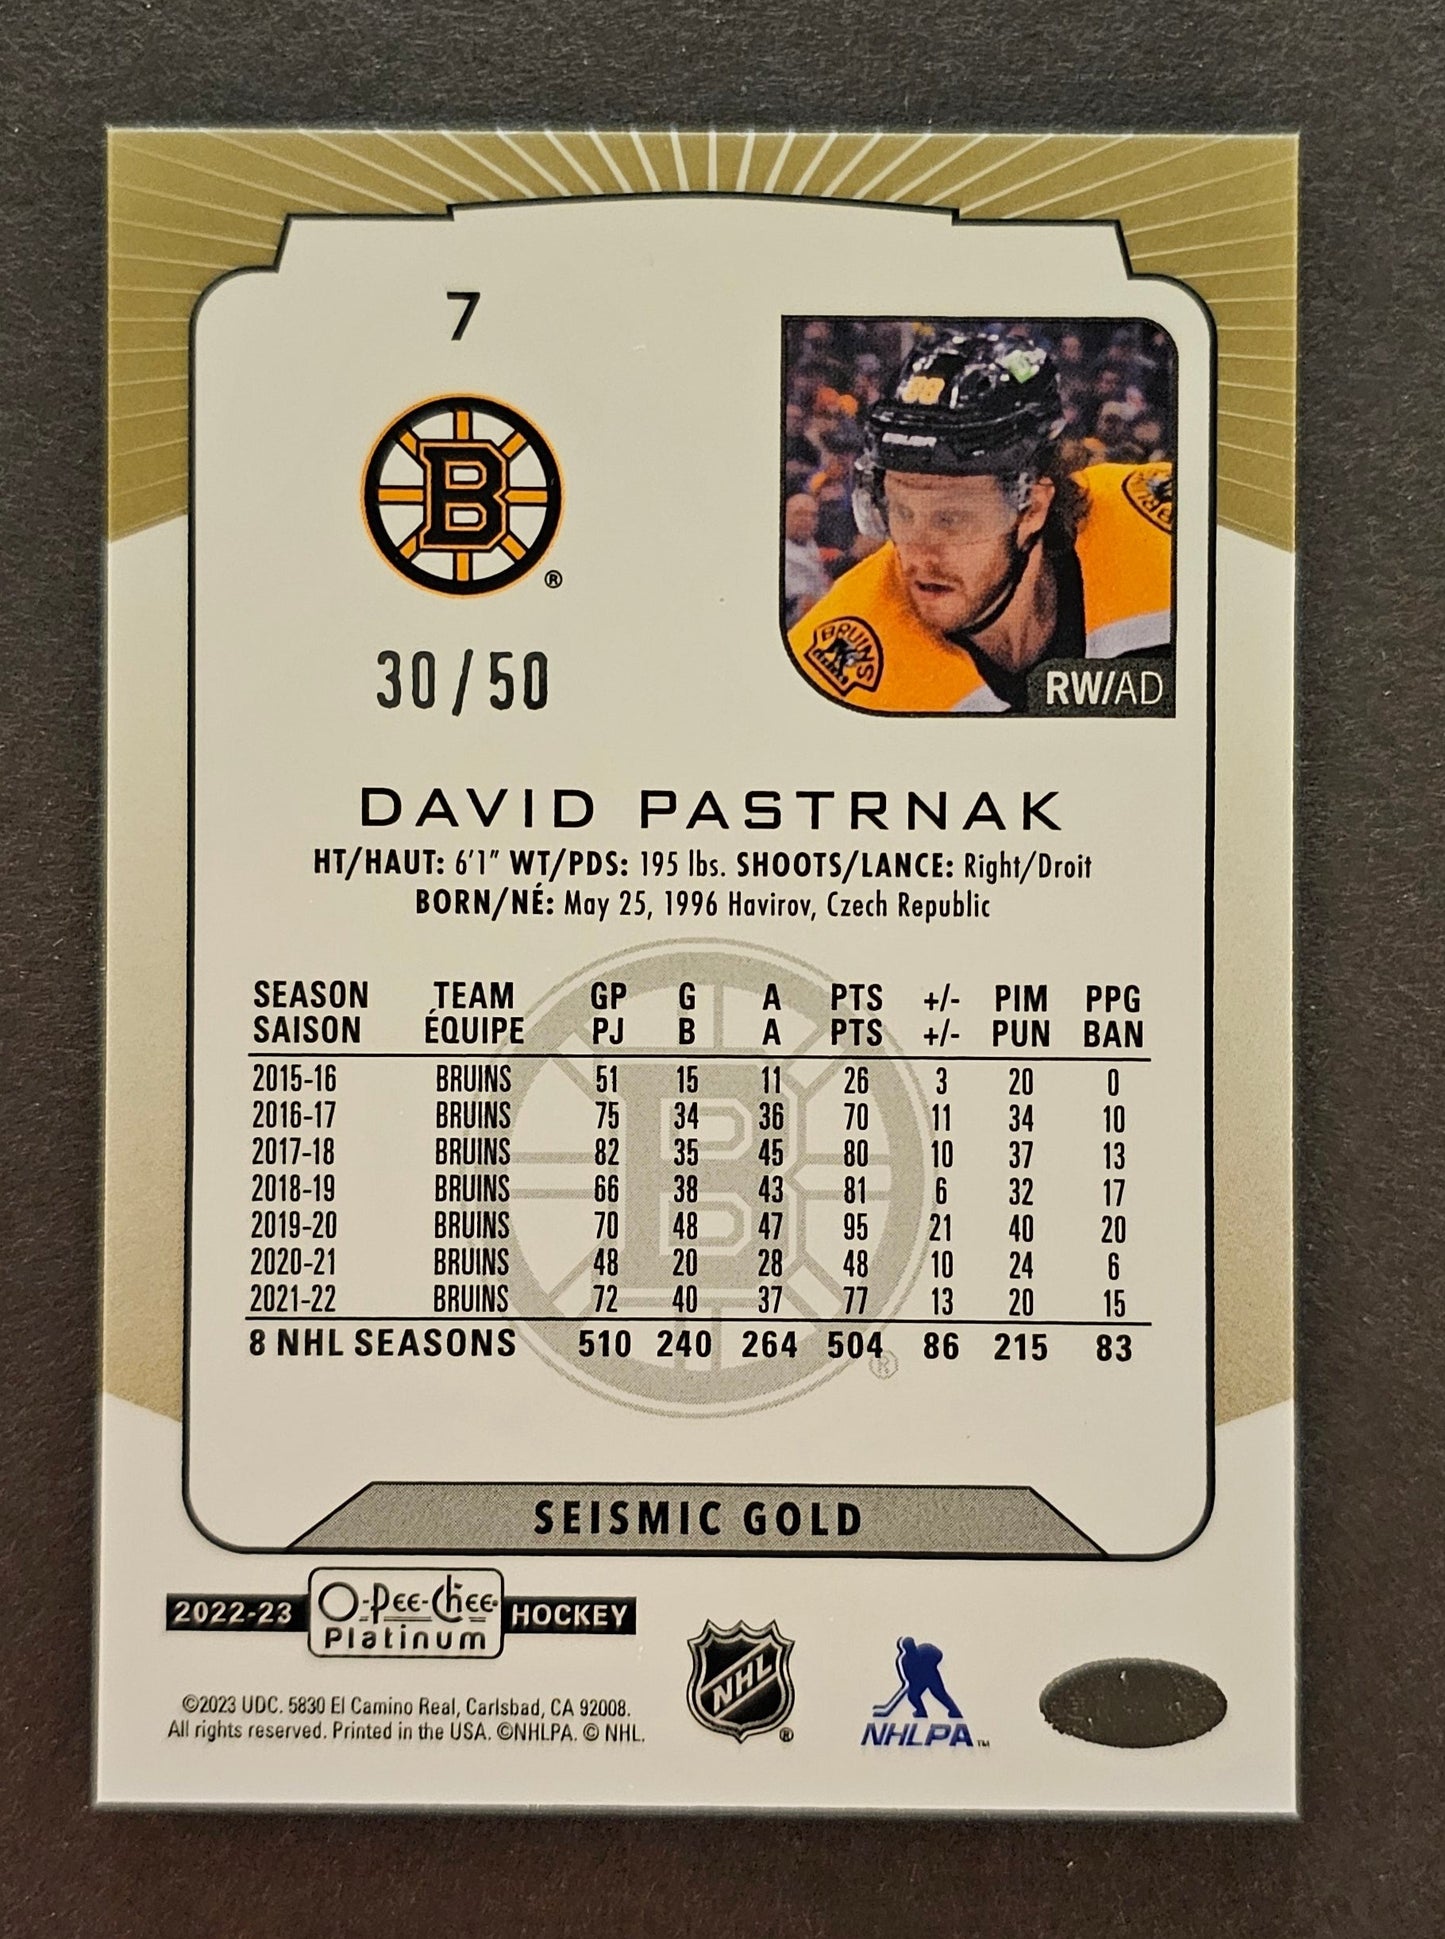 7
B
®
88
BAUER
BRUINS
30/50
RW/AD
DAVID PASTRNAK
HT/HAUT: 6'1" WT/PDS: 195 lbs. SHOOTS/LANCE: Right/Droit
BORN/NÉ: May 25, 1996 Havirov, Czech Republic
SEASON TEAM GP G A PTS +/- PIM PPG
SAISON ÉQUIPE PJ B A PTS +/- PUN BAN
2015-16 BRUINS 51 15 11 26 3 20 0
2016-17 BRUINS 75 34 36 70 11 34 10
2017-18 BRUINS 82 35 45 80 10 37 13
2018-19 BRUINS 66 38 43 81 6 32 17
2019-20 BRUINS 70 48 47 95 21 40 20
2020-21 BRUINS 48 20 28 48 10 24 6
2021-22 BRUINS 72 40 37 77 13 20 15
8 NHL SEASONS 510 240 264 504 86 215 83
®
SEISMIC GOLD
2022-23 O-Pee-Chee HOCKEY
Platinum
NHL
®
NHLPA™
©2023 UDC. 5830 El Camino Real, Carlsbad, CA 92008.
All rights reserved. Printed in the USA. ©NHLPA. © NHL.